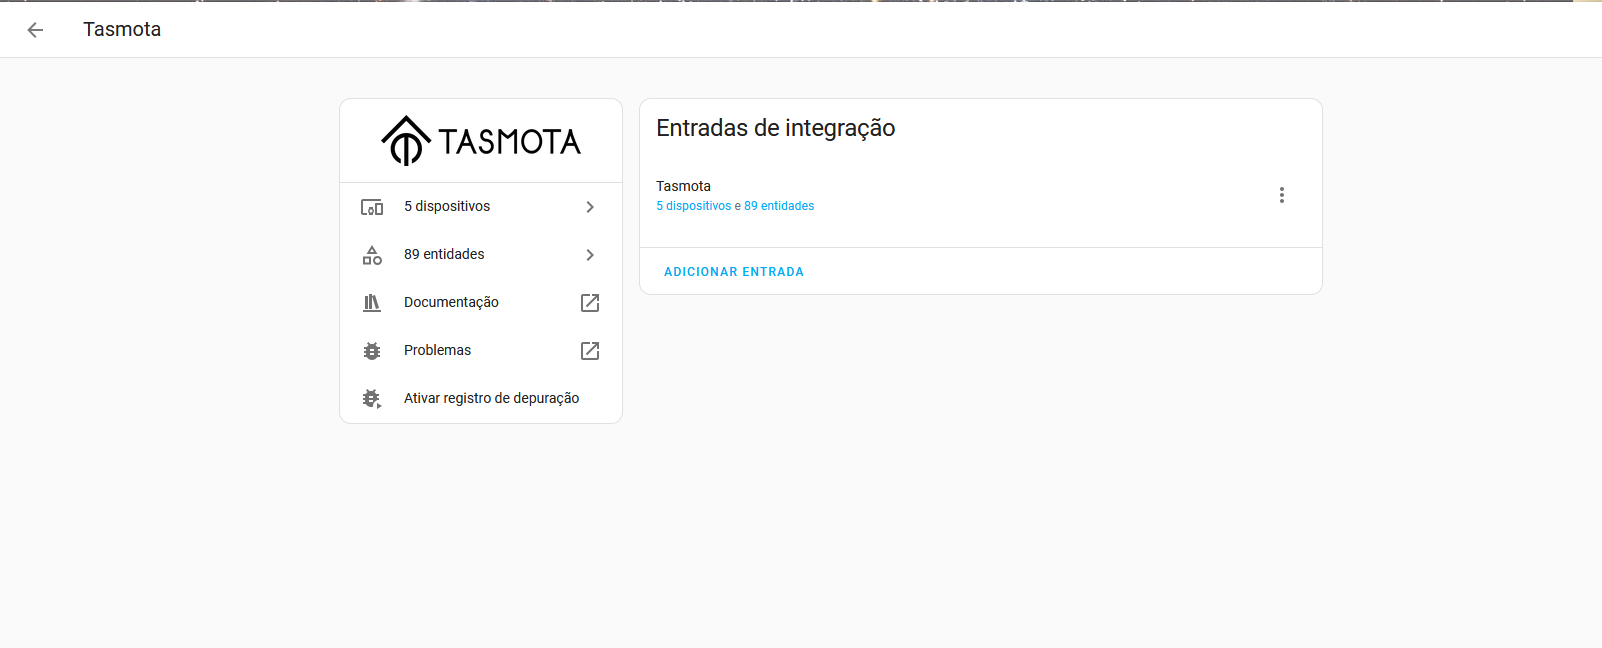 Tasmota
TASMOTA
5 dispositivos
89 entidades
Documentação
Problemas
Ativar registro de depuração
Entradas de integração
Tasmota
5 dispositivos e 89 entidades
ADICIONAR ENTRADA